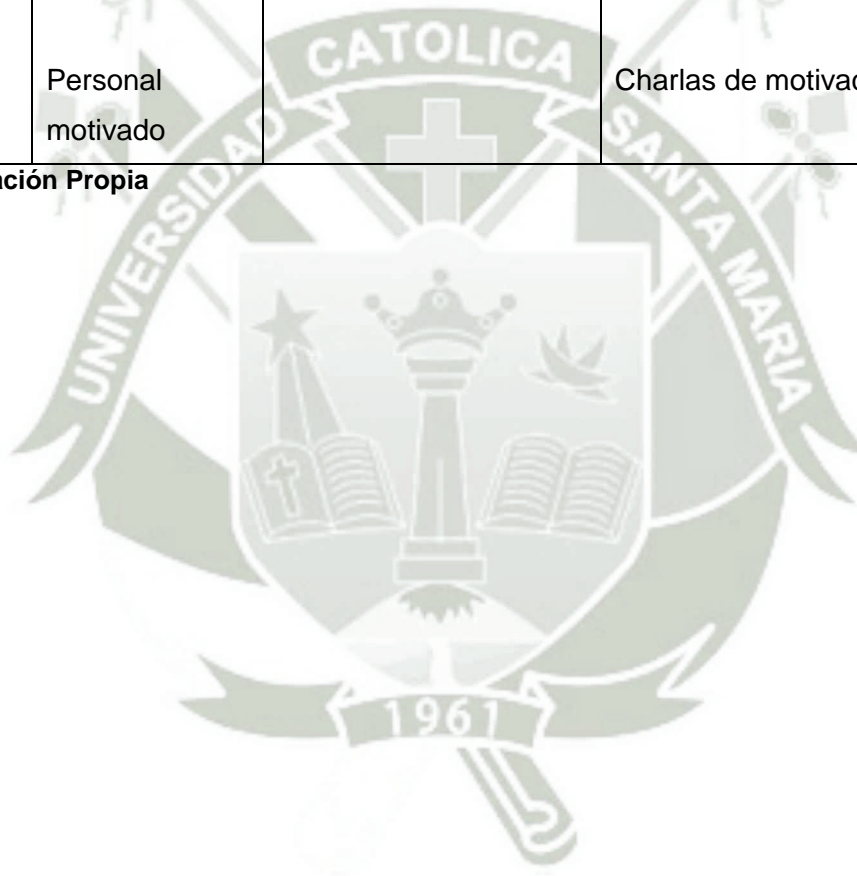 Personal
motivado
Charlas de motivac
ación Propia
UNIVERSIDAD CATOLICA SANTA MARIA
1961